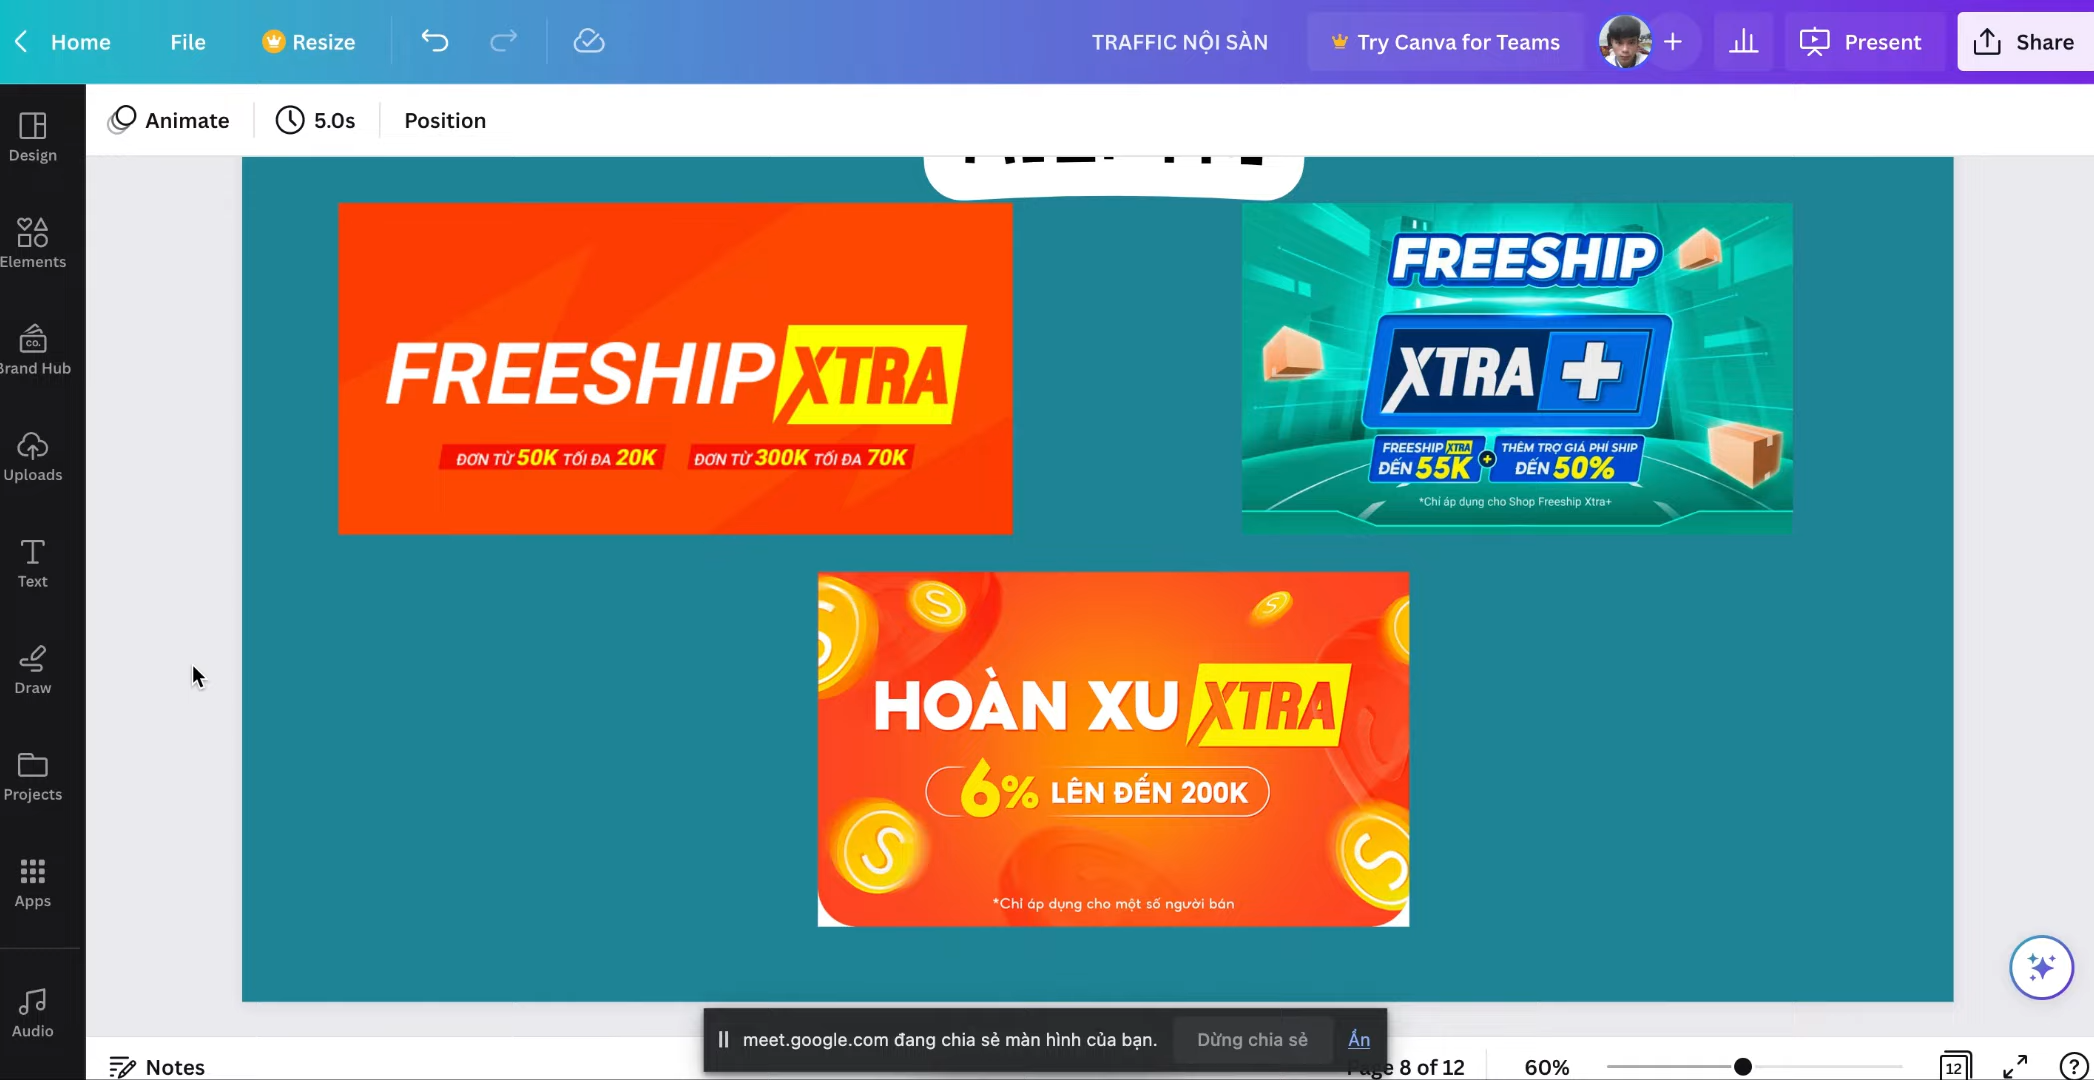 Home
File
Resize
TRAFFIC NỘI SÀN
Try Canva for Teams
Present
Share
Animate
5.0s
Position
Design
Elements
Brand Hub
Uploads
Text
Draw
Projects
Apps
Audio
FREESHIP XTRA
ĐƠN TỪ 50K TỐI ĐA 20K
ĐƠN TỪ 300K TỐI ĐA 70K
FREESHIP
XTRA +
FREESHIP XTRA
ĐẾN 55K
+
THÊM TRỢ GIÁ PHÍ SHIP
ĐẾN 50%
*Chỉ áp dụng cho Shop Freeship Xtra+
HOÀN XU XTRA
6% LÊN ĐẾN 200K
*Chỉ áp dụng cho một số người bán
meet.google.com đang chia sẻ màn hình của bạn.
Dừng chia sẻ
Ẩn
Notes
Page 8 of 12
60%
12